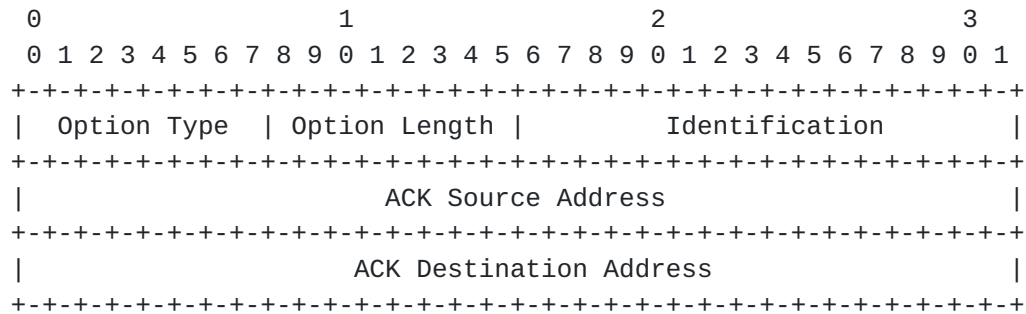 0                   1                   2                   3
 0 1 2 3 4 5 6 7 8 9 0 1 2 3 4 5 6 7 8 9 0 1 2 3 4 5 6 7 8 9 0 1
+-+-+-+-+-+-+-+-+-+-+-+-+-+-+-+-+-+-+-+-+-+-+-+-+-+-+-+-+-+-+-+-+
|  Option Type  | Option Length |         Identification        |
+-+-+-+-+-+-+-+-+-+-+-+-+-+-+-+-+-+-+-+-+-+-+-+-+-+-+-+-+-+-+-+-+
|                       ACK Source Address                      |
+-+-+-+-+-+-+-+-+-+-+-+-+-+-+-+-+-+-+-+-+-+-+-+-+-+-+-+-+-+-+-+-+
|                     ACK Destination Address                   |
+-+-+-+-+-+-+-+-+-+-+-+-+-+-+-+-+-+-+-+-+-+-+-+-+-+-+-+-+-+-+-+-+